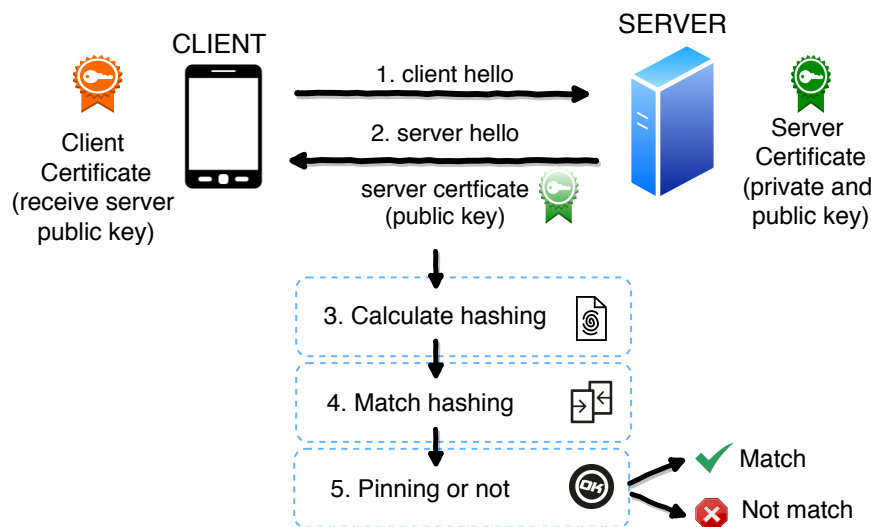 CLIENT
SERVER
1. client hello
2. server hello
server certficate
(public key)
Client
Certificate
(receive server
public key)
Server
Certificate
(private and
public key)
3. Calculate hashing
4. Match hashing
5. Pinning or not
OK
Match
Not match